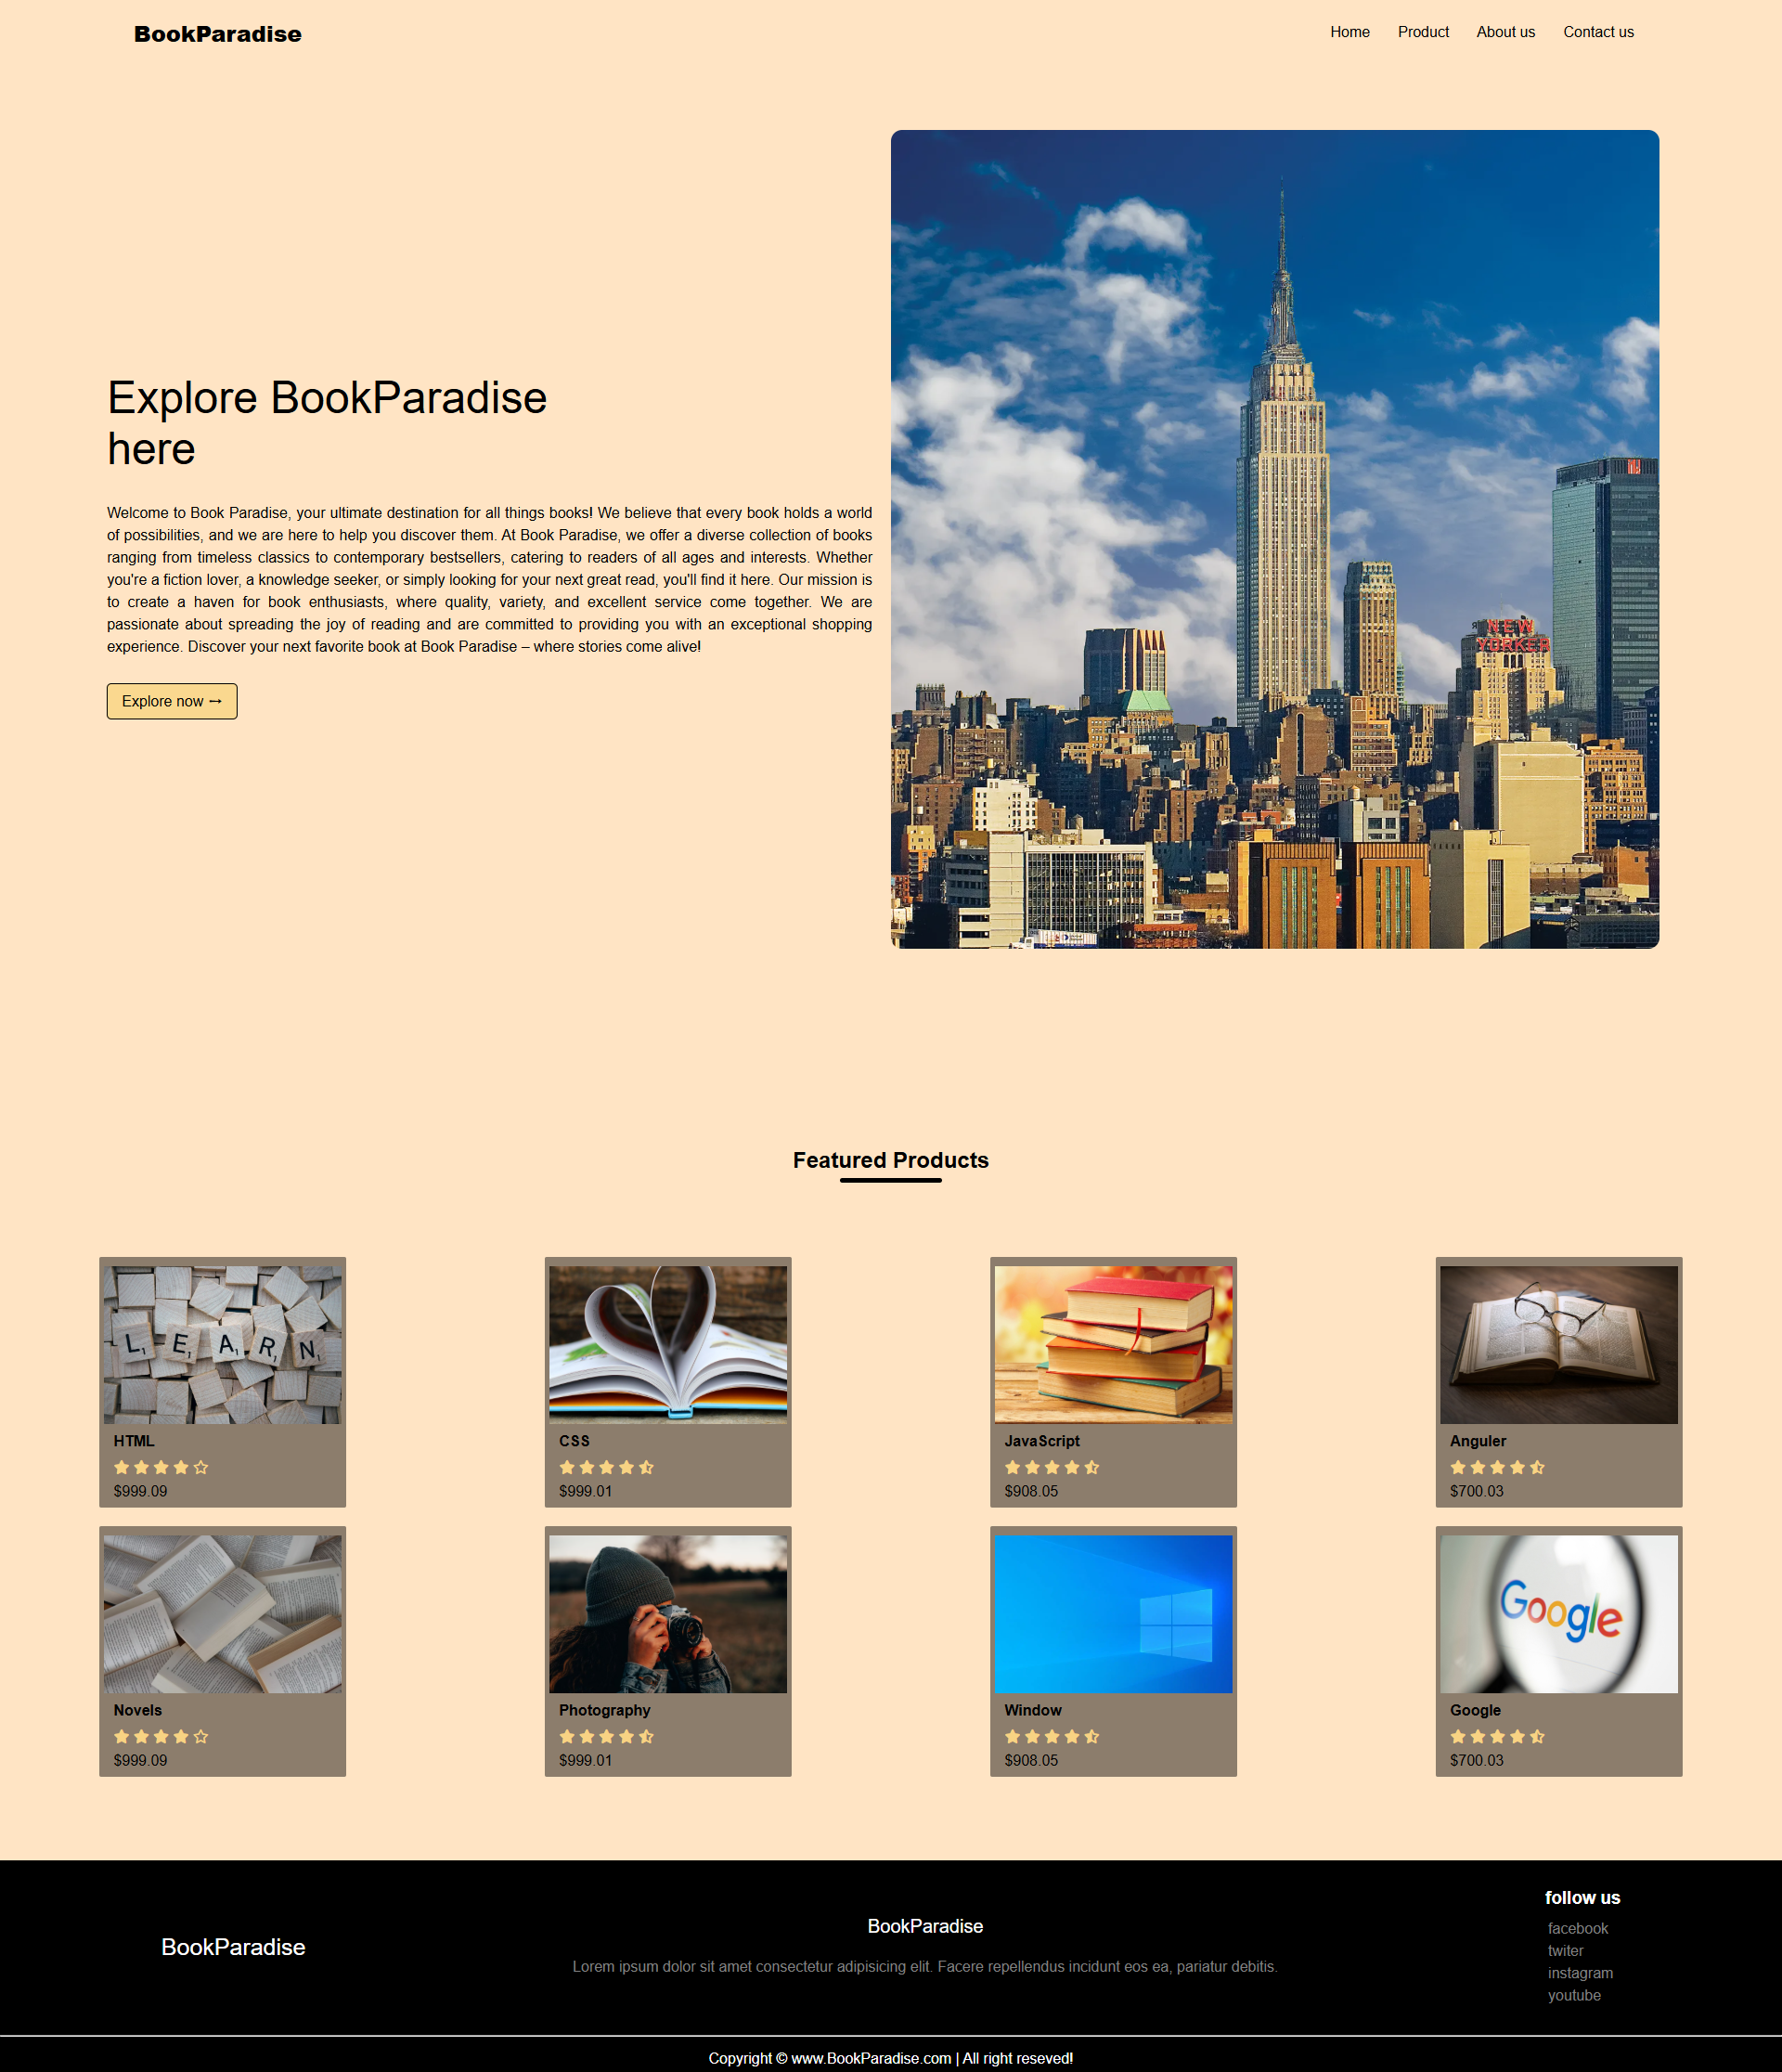 BookParadise
Home Product About us Contact us
Explore BookParadise
here
Welcome to Book Paradise, your ultimate destination for all things books! We believe that every book holds a world
of possibilities, and we are here to help you discover them. At Book Paradise, we offer a diverse collection of books
ranging from timeless classics to contemporary bestsellers, catering to readers of all ages and interests. Whether
you're a fiction lover, a knowledge seeker, or simply looking for your next great read, you'll find it here. Our mission is
to create a haven for book enthusiasts, where quality, variety, and excellent service come together. We are
passionate about spreading the joy of reading and are committed to providing you with an exceptional shopping
experience. Discover your next favorite book at Book Paradise – where stories come alive!
Explore now →
NEW
YORKER
Featured Products
L1 E1 A1 R1 N1
HTML
$999.09
CSS
$999.01
JavaScript
$908.05
Anguler
$700.03
Google
Novels
$999.09
Photography
$999.01
Window
$908.05
Google
$700.03
BookParadise
BookParadise
Lorem ipsum dolor sit amet consectetur adipisicing elit. Facere repellendus incidunt eos ea, pariatur debitis.
follow us
facebook
twiter
instagram
youtube
Copyright © www.BookParadise.com | All right reseved!